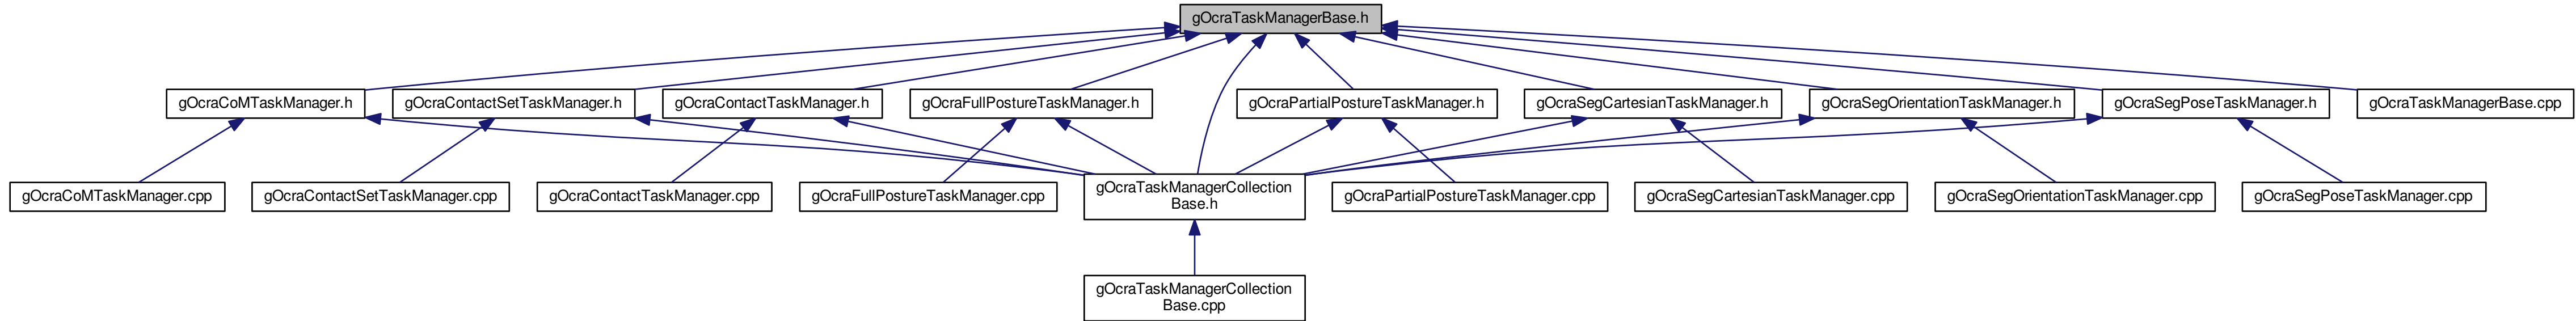 gOcraTaskManagerBase.h
gOcraCoMTaskManager.h
gOcraContactSetTaskManager.h
gOcraContactTaskManager.h
gOcraFullPostureTaskManager.h
gOcraPartialPostureTaskManager.h
gOcraSegCartesianTaskManager.h
gOcraSegOrientationTaskManager.h
gOcraSegPoseTaskManager.h
gOcraTaskManagerBase.cpp
gOcraCoMTaskManager.cpp
gOcraContactSetTaskManager.cpp
gOcraContactTaskManager.cpp
gOcraFullPostureTaskManager.cpp
gOcraTaskManagerCollection
Base.h
gOcraPartialPostureTaskManager.cpp
gOcraSegCartesianTaskManager.cpp
gOcraSegOrientationTaskManager.cpp
gOcraSegPoseTaskManager.cpp
gOcraTaskManagerCollection
Base.cpp